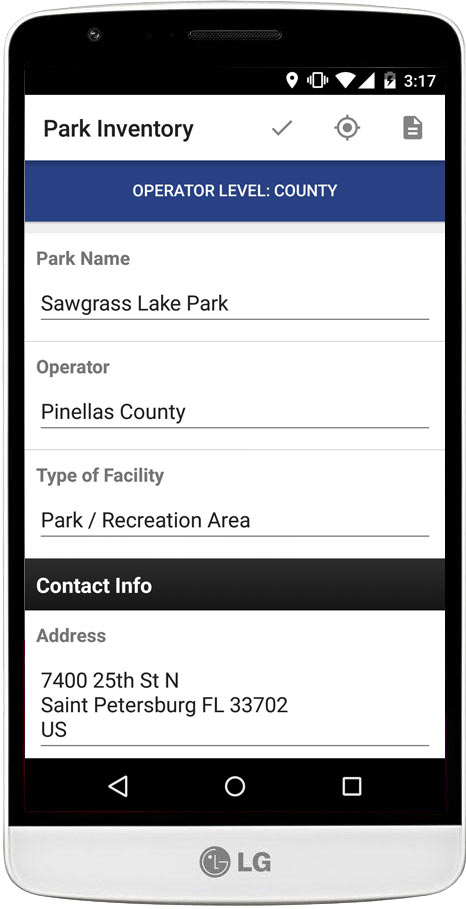 3:17
Park Inventory
OPERATOR LEVEL: COUNTY
Park Name
Sawgrass Lake Park
Operator
Pinellas County
Type of Facility
Park / Recreation Area
Contact Info
Address
7400 25th St N
Saint Petersburg FL 33702
US
LG